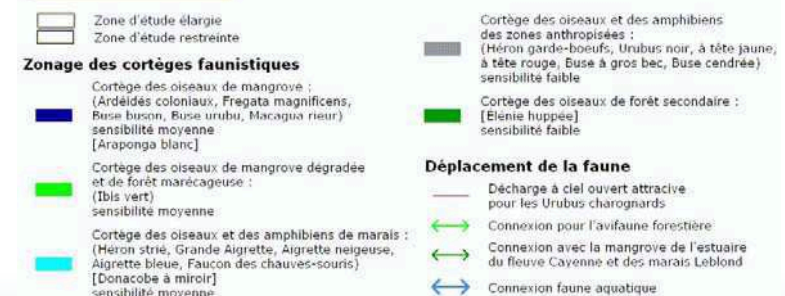 Zone d'étude élargie
Zone d'étude restreinte
Zonage des cortèges faunistiques
Cortège des oiseaux de mangrove :
(Ardéidés coloniaux, Fregata magnificens,
Buse buson, Buse urubu, Macagua rieur)
sensibilité moyenne
[Araponga blanc]
Cortège des oiseaux de mangrove dégradée
et de forêt marécageuse :
(Ibis vert)
sensibilité moyenne
Cortège des oiseaux et des amphibiens de marais :
(Héron strié, Grande Aigrette, Aigrette neigeuse,
Aigrette bleue, Faucon des chauves-souris)
[Donacobe à miroir]
sensibilité moyenne
Cortège des oiseaux et des amphibiens
des zones anthropisées :
(Héron garde-boeufs, Urubus noir, à tête jaune,
à tête rouge, Buse à gros bec, Buse cendrée)
sensibilité faible
Cortège des oiseaux de forêt secondaire :
[Elénie huppée]
sensibilité faible
Déplacement de la faune
Décharge à ciel ouvert attractive
pour les Urubus charognards
Connexion pour l'avifaune forestière
Connexion avec la mangrove de l'estuaire
du fleuve Cayenne et des marais Leblond
Connexion faune aquatique